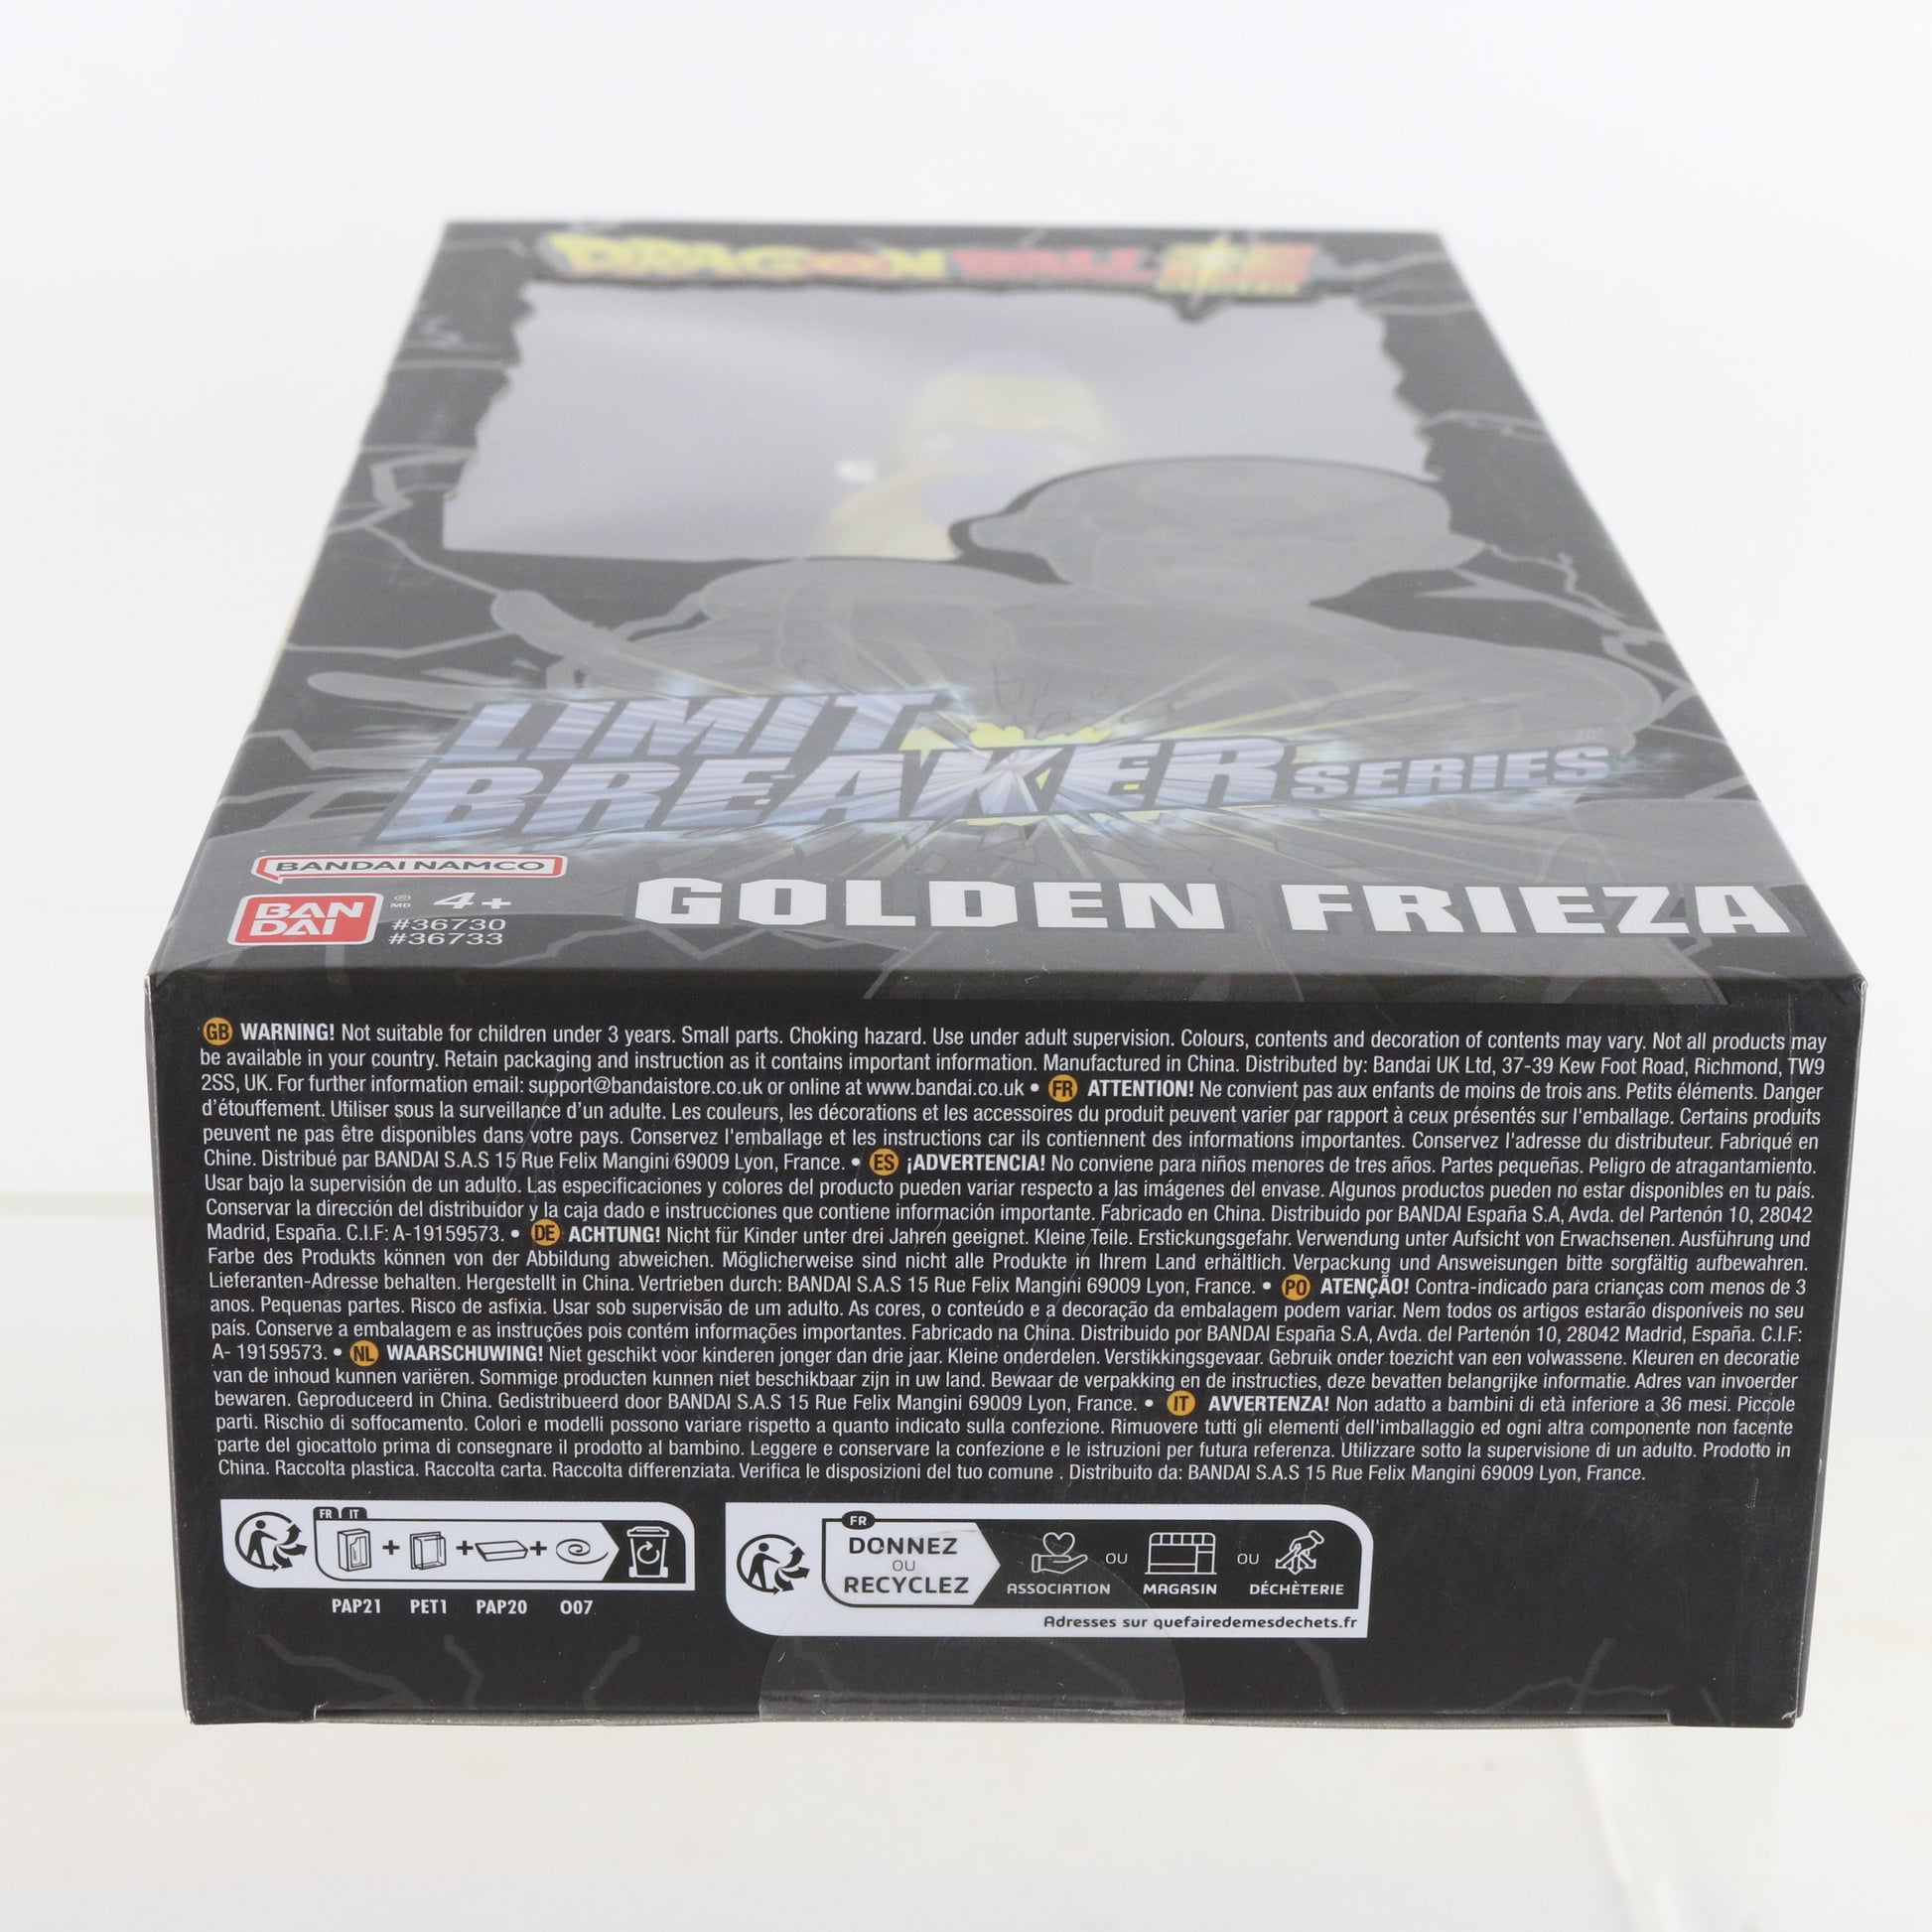 DRAGON BALL SUPER
LIMIT
BREAKER SERIES
BANDAI NAMCO
BAN
DAI
® MD 4+
#36730
#36733
GOLDEN FRIEZA
GB WARNING! Not suitable for children under 3 years. Small parts. Choking hazard. Use under adult supervision. Colours, contents and decoration of contents may vary. Not all products may
be available in your country. Retain packaging and instruction as it contains important information. Manufactured in China. Distributed by: Bandai UK Ltd, 37-39 Kew Foot Road, Richmond, TW9
2SS, UK. For further information email: support@bandaistore.co.uk or online at www.bandai.co.uk • FR ATTENTION! Ne convient pas aux enfants de moins de trois ans. Petits éléments. Danger
d'étouffement. Utiliser sous la surveillance d'un adulte. Les couleurs, les décorations et les accessoires du produit peuvent varier par rapport à ceux présentés sur l'emballage. Certains produits
peuvent ne pas être disponibles dans votre pays. Conservez l'emballage et les instructions car ils contiennent des informations importantes. Conservez l'adresse du distributeur. Fabriqué en
Chine. Distribué par BANDAI S.A.S 15 Rue Felix Mangini 69009 Lyon, France. • ES ¡ADVERTENCIA! No conviene para niños menores de tres años. Partes pequeñas. Peligro de atragantamiento.
Usar bajo la supervisión de un adulto. Las especificaciones y colores del producto pueden variar respecto a las imágenes del envase. Algunos productos pueden no estar disponibles en tu país.
Conservar la dirección del distribuidor y la caja dado e instrucciones que contiene información importante. Fabricado en China. Distribuido por BANDAI España S.A, Avda. del Partenón 10, 28042
Madrid, España. C.I.F: A-19159573. • DE ACHTUNG! Nicht für Kinder unter drei Jahren geeignet. Kleine Teile. Erstickungsgefahr. Verwendung unter Aufsicht von Erwachsenen. Ausführung und
Farbe des Produkts können von der Abbildung abweichen. Möglicherweise sind nicht alle Produkte in Ihrem Land erhältlich. Verpackung und Answeisungen bitte sorgfältig aufbewahren.
Lieferanten-Adresse behalten. Hergestellt in China. Vertrieben durch: BANDAI S.A.S 15 Rue Felix Mangini 69009 Lyon, France. • PO ATENÇÃO! Contra-indicado para crianças com menos de 3
anos. Pequenas partes. Risco de asfixia. Usar sob supervisão de um adulto. As cores, o conteúdo e a decoração da embalagem podem variar. Nem todos os artigos estarão disponíveis no seu
país. Conserve a embalagem e as instruções pois contém informações importantes. Fabricado na China. Distribuido por BANDAI España S.A, Avda. del Partenón 10, 28042 Madrid, España. C.I.F:
A- 19159573. • NL WAARSCHUWING! Niet geschikt voor kinderen jonger dan drie jaar. Kleine onderdelen. Verstikkingsgevaar. Gebruik onder toezicht van een volwassene. Kleuren en decoratie
van de inhoud kunnen variëren. Sommige producten kunnen niet beschikbaar zijn in uw land. Bewaar de verpakking en de instructies, deze bevatten belangrijke informatie. Adres van invoerder
bewaren. Geproduceerd in China. Gedistribueerd door BANDAI S.A.S 15 Rue Felix Mangini 69009 Lyon, France. • IT AVVERTENZA! Non adatto a bambini di età inferiore a 36 mesi. Piccole
parti. Rischio di soffocamento. Colori e modelli possono variare rispetto a quanto indicato sulla confezione. Rimuovere tutti gli elementi dell'imballaggio ed ogni altra componente non facente
parte del giocattolo prima di consegnare il prodotto al bambino. Leggere e conservare la confezione e le istruzioni per futura referenza. Utilizzare sotto la supervisione di un adulto. Prodotto in
China. Raccolta plastica. Raccolta carta. Raccolta differenziata. Verifica le disposizioni del tuo comune . Distribuito da: BANDAI S.A.S 15 Rue Felix Mangini 69009 Lyon, France.
FR IT
+ + +
PAP21 PET1 PAP20 O07
FR
DONNEZ
OU
RECYCLEZ
ASSOCIATION OU MAGASIN OU DÉCHÈTERIE
Adresses sur quefairedemesdechets.fr